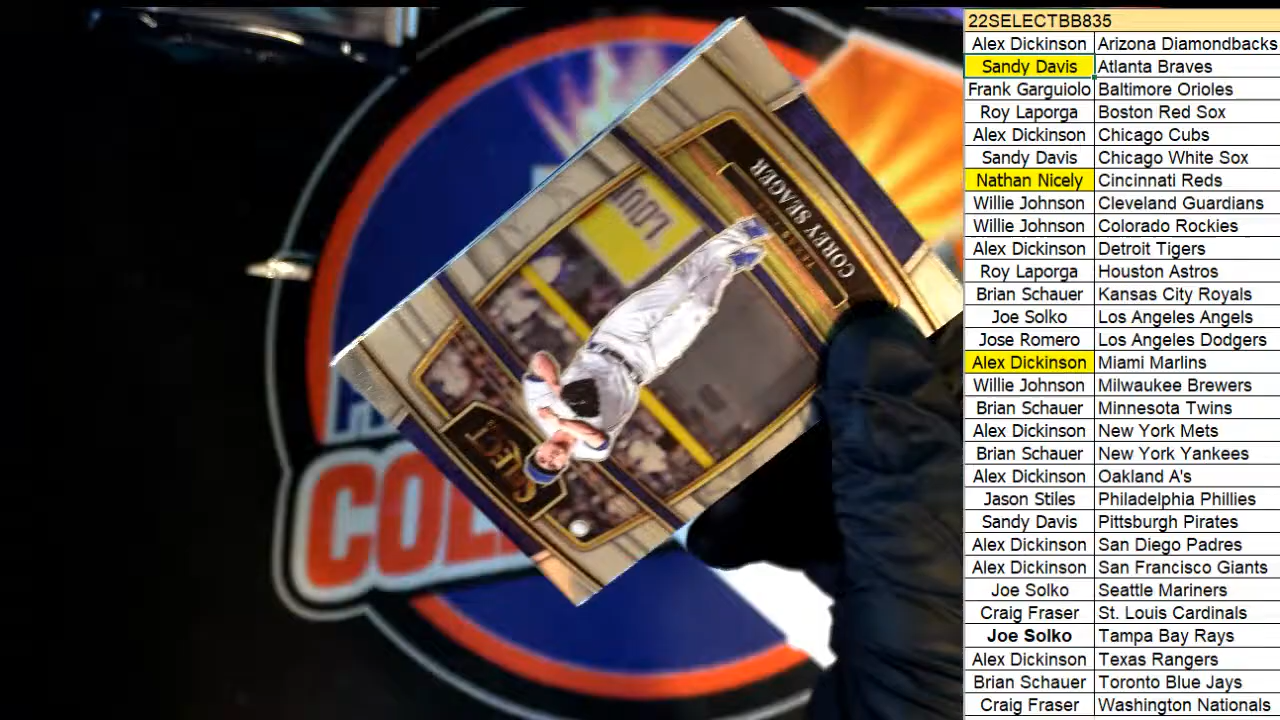 22SELECTBB835
Alex Dickinson Arizona Diamondbacks
Sandy Davis Atlanta Braves
Frank Garguiolo Baltimore Orioles
Roy Laporga Boston Red Sox
Alex Dickinson Chicago Cubs
Sandy Davis Chicago White Sox
Nathan Nicely Cincinnati Reds
Willie Johnson Cleveland Guardians
Willie Johnson Colorado Rockies
Alex Dickinson Detroit Tigers
Roy Laporga Houston Astros
Brian Schauer Kansas City Royals
Joe Solko Los Angeles Angels
Jose Romero Los Angeles Dodgers
Alex Dickinson Miami Marlins
Willie Johnson Milwaukee Brewers
Brian Schauer Minnesota Twins
Alex Dickinson New York Mets
Brian Schauer New York Yankees
Alex Dickinson Oakland A's
Jason Stiles Philadelphia Phillies
Sandy Davis Pittsburgh Pirates
Alex Dickinson San Diego Padres
Alex Dickinson San Francisco Giants
Joe Solko Seattle Mariners
Craig Fraser St. Louis Cardinals
Joe Solko Tampa Bay Rays
Alex Dickinson Texas Rangers
Brian Schauer Toronto Blue Jays
Craig Fraser Washington Nationals
COREY SEAGER
SELECT
COL